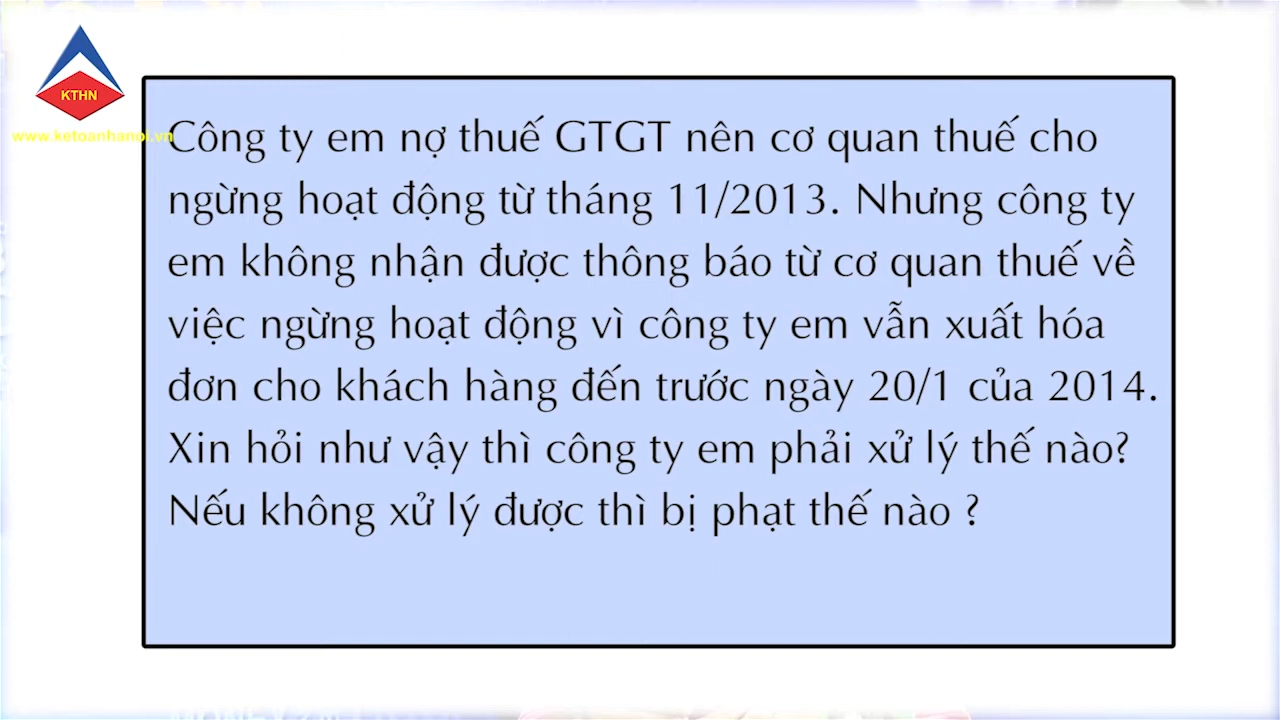 KTHN
www.ketoanhanoi.vn
Công ty em nợ thuế GTGT nên cơ quan thuế cho
ngừng hoạt động từ tháng 11/2013. Nhưng công ty
em không nhận được thông báo từ cơ quan thuế về
việc ngừng hoạt động vì công ty em vẫn xuất hóa
đơn cho khách hàng đến trước ngày 20/1 của 2014.
Xin hỏi như vậy thì công ty em phải xử lý thế nào?
Nếu không xử lý được thì bị phạt thế nào ?